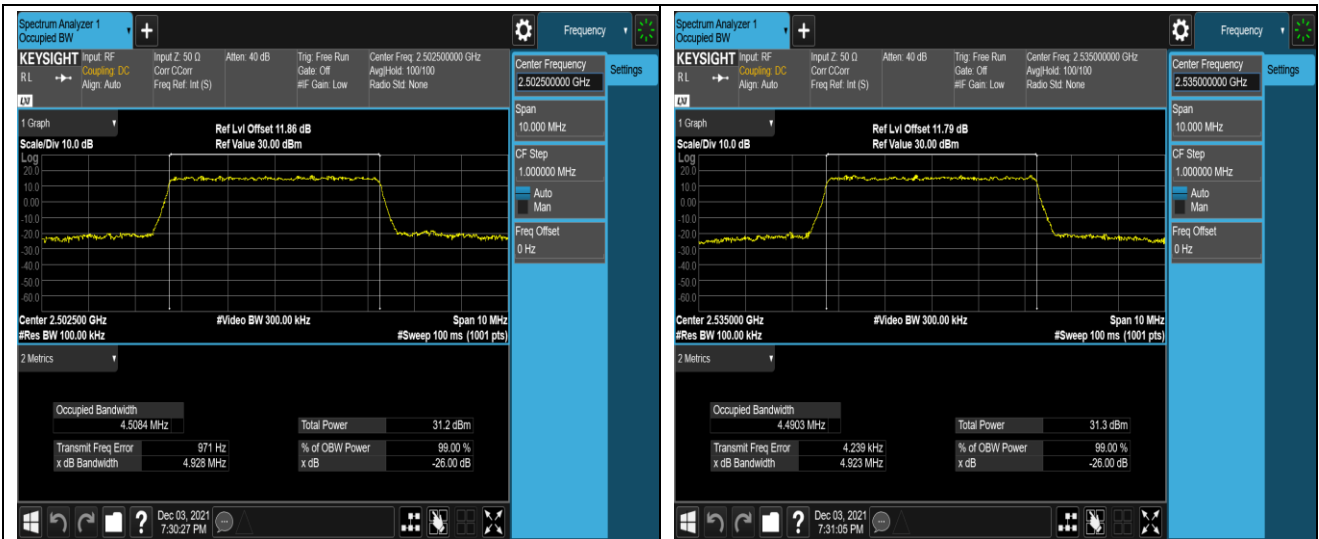 Spectrum Analyzer 1
Occupied BW
+
Frequency
KEYSIGHT Input: RF Input Z: 50 Ω Atten: 40 dB Trig: Free Run Center Freq: 2.502500000 GHz
R L Coupling: DC Corr CCorr Gate: Off Avg|Hold: 100/100
Align: Auto Freq Ref: Int (S) #IF Gain: Low Radio Std: None
LXI
Center Frequency
2.502500000 GHz
Settings
Span
10.000 MHz
CF Step
1.000000 MHz
Auto
Man
Freq Offset
0 Hz
1 Graph
Ref Lvl Offset 11.86 dB
Scale/Div 10.0 dB Ref Value 30.00 dBm
Log
20.0
10.0
0.00
-10.0
-20.0
-30.0
-40.0
-50.0
-60.0
Center 2.502500 GHz #Video BW 300.00 kHz Span 10 MHz
#Res BW 100.00 kHz #Sweep 100 ms (1001 pts)
2 Metrics
Occupied Bandwidth
4.5084 MHz Total Power 31.2 dBm
Transmit Freq Error 971 Hz % of OBW Power 99.00 %
x dB Bandwidth 4.928 MHz x dB -26.00 dB
? Dec 03, 2021
7:30:27 PM
Spectrum Analyzer 1
Occupied BW
+
Frequency
KEYSIGHT Input: RF Input Z: 50 Ω Atten: 40 dB Trig: Free Run Center Freq: 2.535000000 GHz
R L Coupling: DC Corr CCorr Gate: Off Avg|Hold: 100/100
Align: Auto Freq Ref: Int (S) #IF Gain: Low Radio Std: None
LXI
Center Frequency
2.535000000 GHz
Settings
Span
10.000 MHz
CF Step
1.000000 MHz
Auto
Man
Freq Offset
0 Hz
1 Graph
Ref Lvl Offset 11.79 dB
Scale/Div 10.0 dB Ref Value 30.00 dBm
Log
20.0
10.0
0.00
-10.0
-20.0
-30.0
-40.0
-50.0
-60.0
Center 2.535000 GHz #Video BW 300.00 kHz Span 10 MHz
#Res BW 100.00 kHz #Sweep 100 ms (1001 pts)
2 Metrics
Occupied Bandwidth
4.4903 MHz Total Power 31.3 dBm
Transmit Freq Error 4.239 kHz % of OBW Power 99.00 %
x dB Bandwidth 4.923 MHz x dB -26.00 dB
? Dec 03, 2021
7:31:05 PM